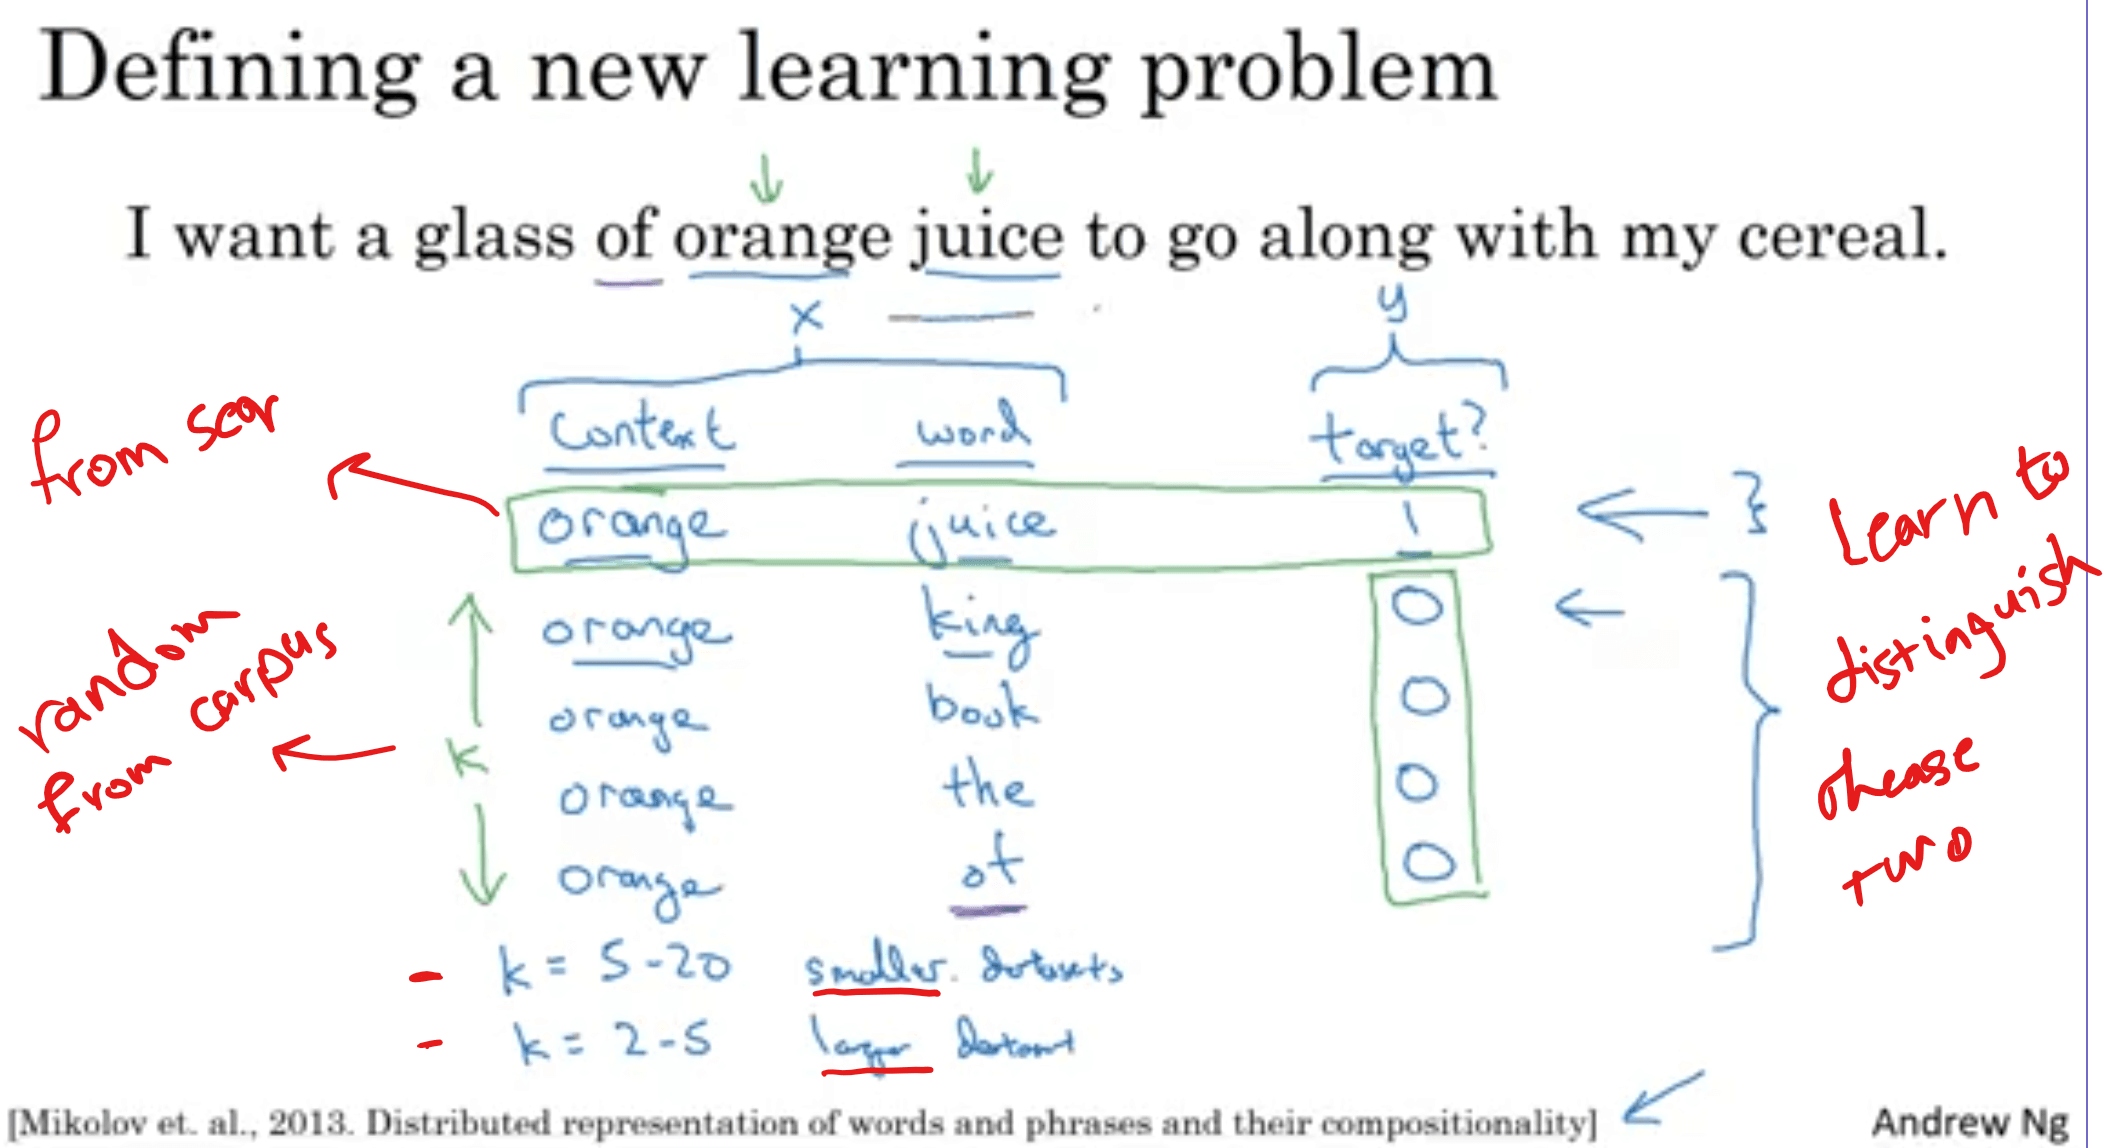 Defining a new learning problem
I want a glass of orange juice to go along with my cereal.
x
y
context word target?
orange juice 1
orange king 0
orange book 0
orange the 0
orange of 0
k
k = 5-20 smaller. datasets
k = 2-5 larger dataset
from
random
from carpus
Learn to
distinguish
two
[Mikolov et. al., 2013. Distributed representation of words and phrases and their compositionality]
Andrew Ng